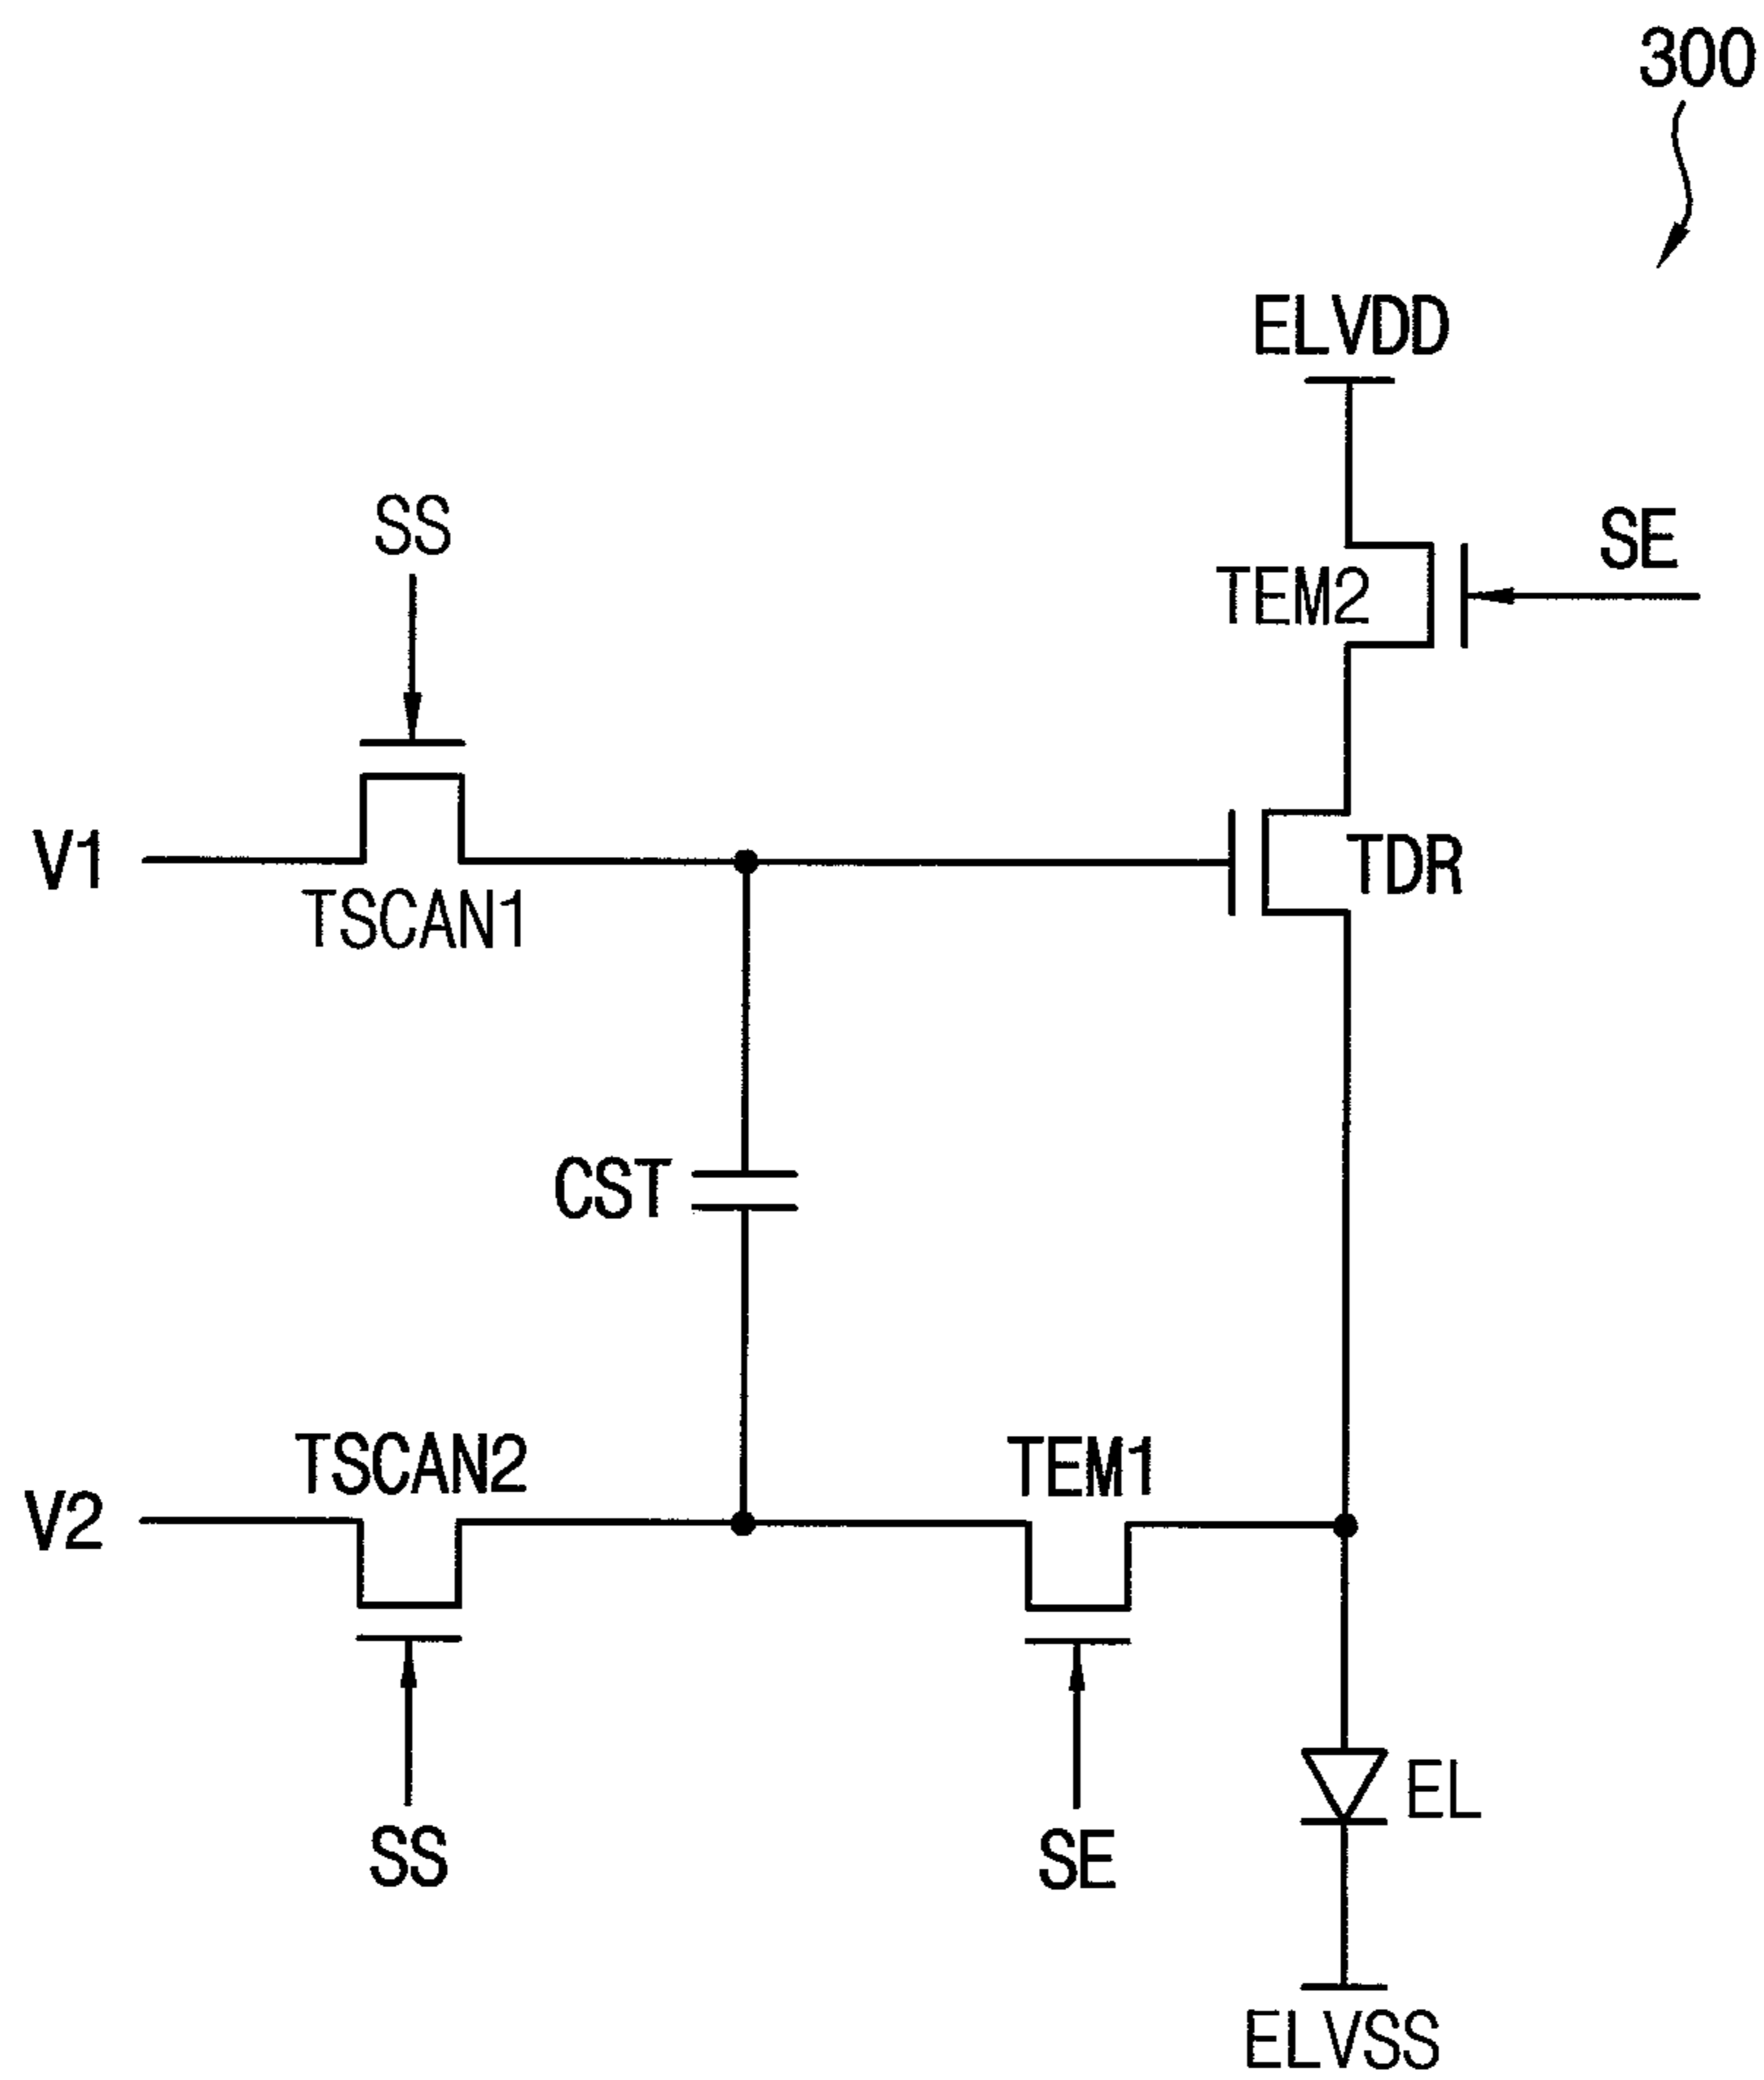 300
ELVDD
SS
SE
TEM2
V1
TDR
TSCAN1
CST
TSCAN2
TEM1
V2
EL
SS
SE
ELVSS